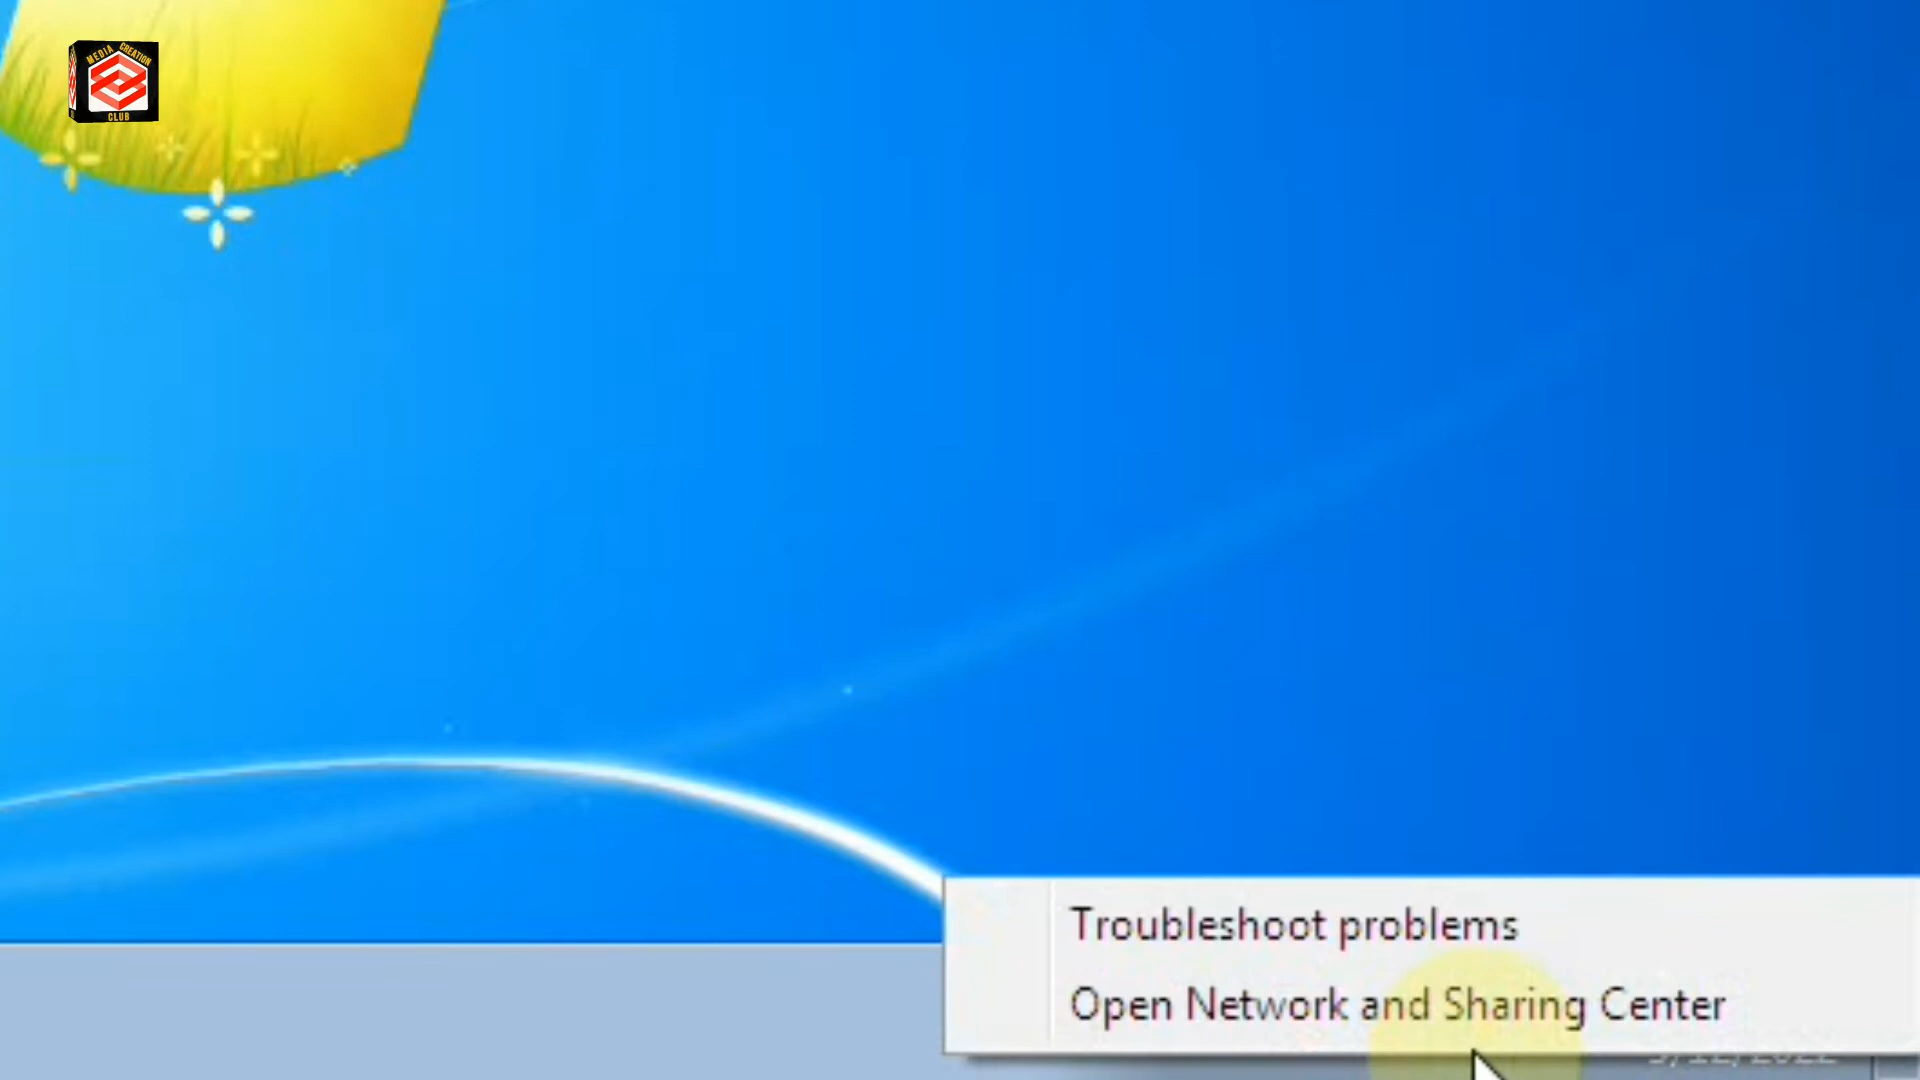 MEDIA CREATION
CLUB
Troubleshoot problems
Open Network and Sharing Center